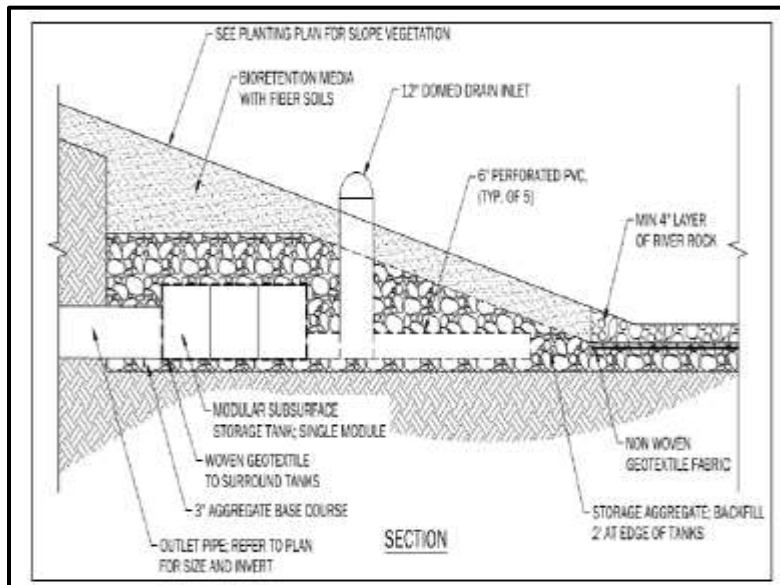 SEE PLANTING PLAN FOR SLOPE VEGETATION
BIORETENTION MEDIA
WITH FIBER SOILS
12" DOMED DRAIN INLET
6" PERFORATED PVC,
(TYP. OF 5)
MIN 4" LAYER
OF RIVER ROCK
MODULAR SUBSURFACE
STORAGE TANK; SINGLE MODULE
WOVEN GEOTEXTILE
TO SURROUND TANKS
3" AGGREGATE BASE COURSE
OUTLET PIPE; REFER TO PLAN
FOR SIZE AND INVERT
SECTION
NON WOVEN
GEOTEXTILE FABRIC
STORAGE AGGREGATE; BACKFILL
2' AT EDGE OF TANKS